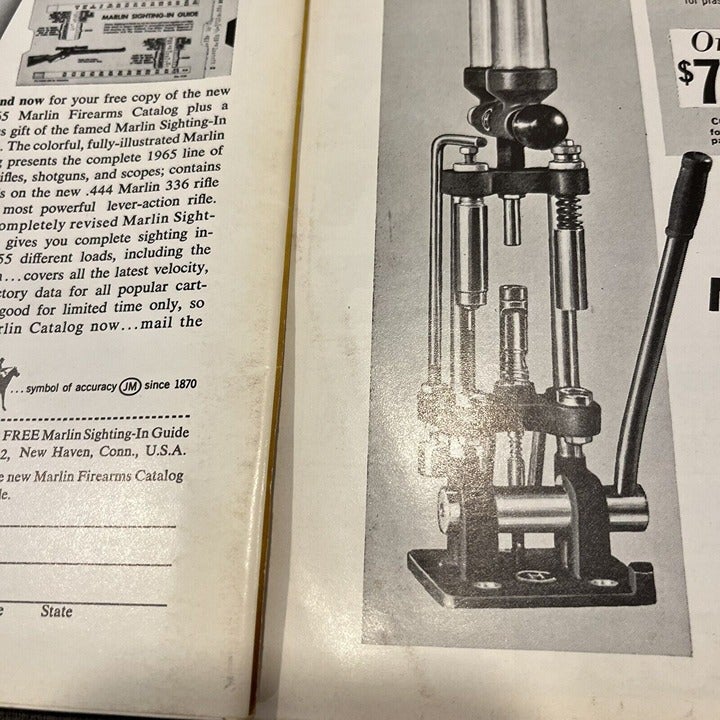 MARLIN SIGHTING-IN GUIDE
nd now for your free copy of the new
65 Marlin Firearms Catalog plus a
s gift of the famed Marlin Sighting-In
. The colorful, fully-illustrated Marlin
g presents the complete 1965 line of
ifles, shotguns, and scopes; contains
s on the new .444 Marlin 336 rifle
most powerful lever-action rifle.
ompletely revised Marlin Sight-
gives you complete sighting in-
55 different loads, including the
...covers all the latest velocity,
ctory data for all popular cart-
good for limited time only, so
rlin Catalog now...mail the
...symbol of accuracy JM since 1870
FREE Marlin Sighting-In Guide
2, New Haven, Conn., U.S.A.
e new Marlin Firearms Catalog
le.
e State
for plas
On
$7